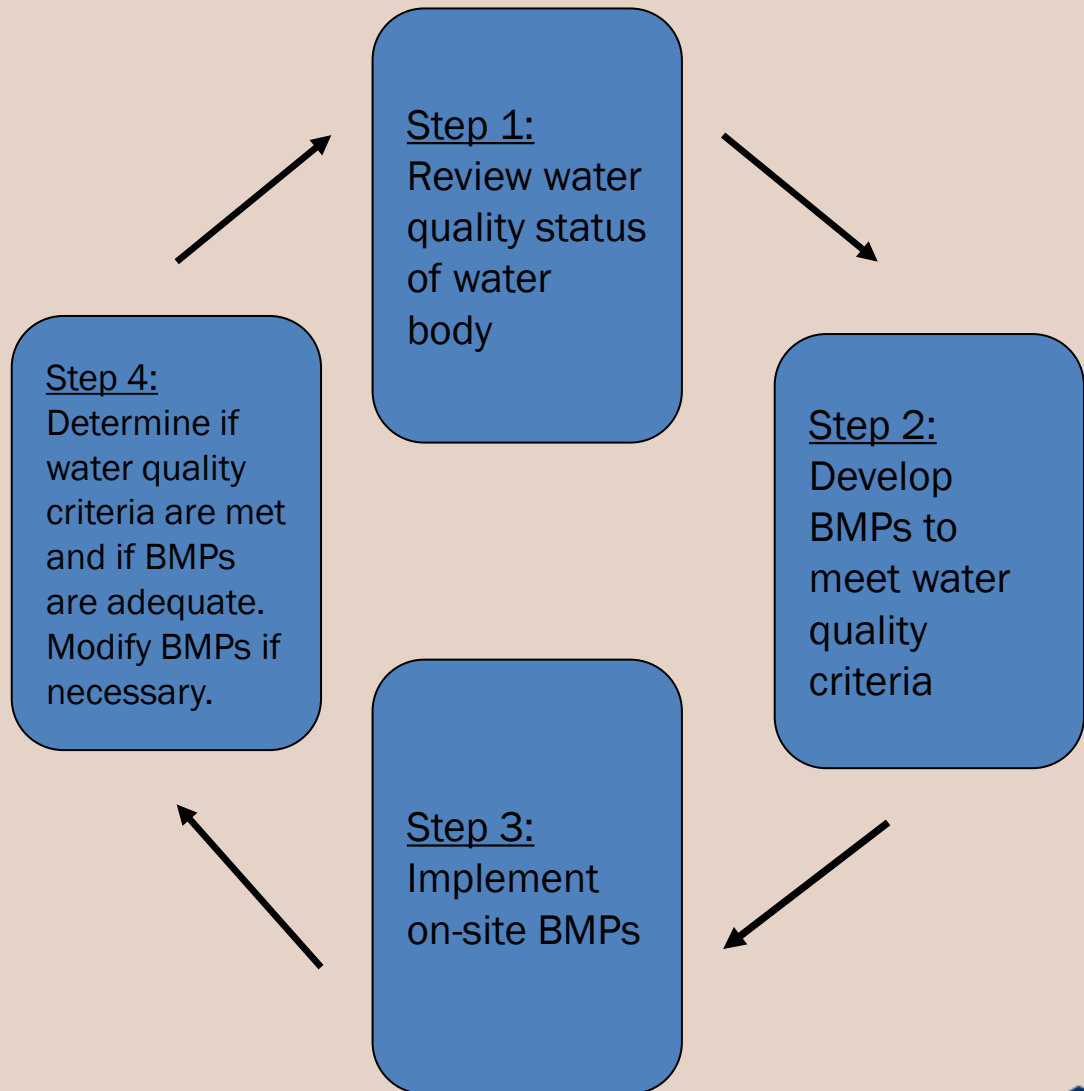 Step 1:
Review water
quality status
of water
body
Step 2:
Develop
BMPs to
meet water
quality
criteria
Step 3:
Implement
on-site BMPs
Step 4:
Determine if
water quality
criteria are met
and if BMPs
are adequate.
Modify BMPs if
necessary.